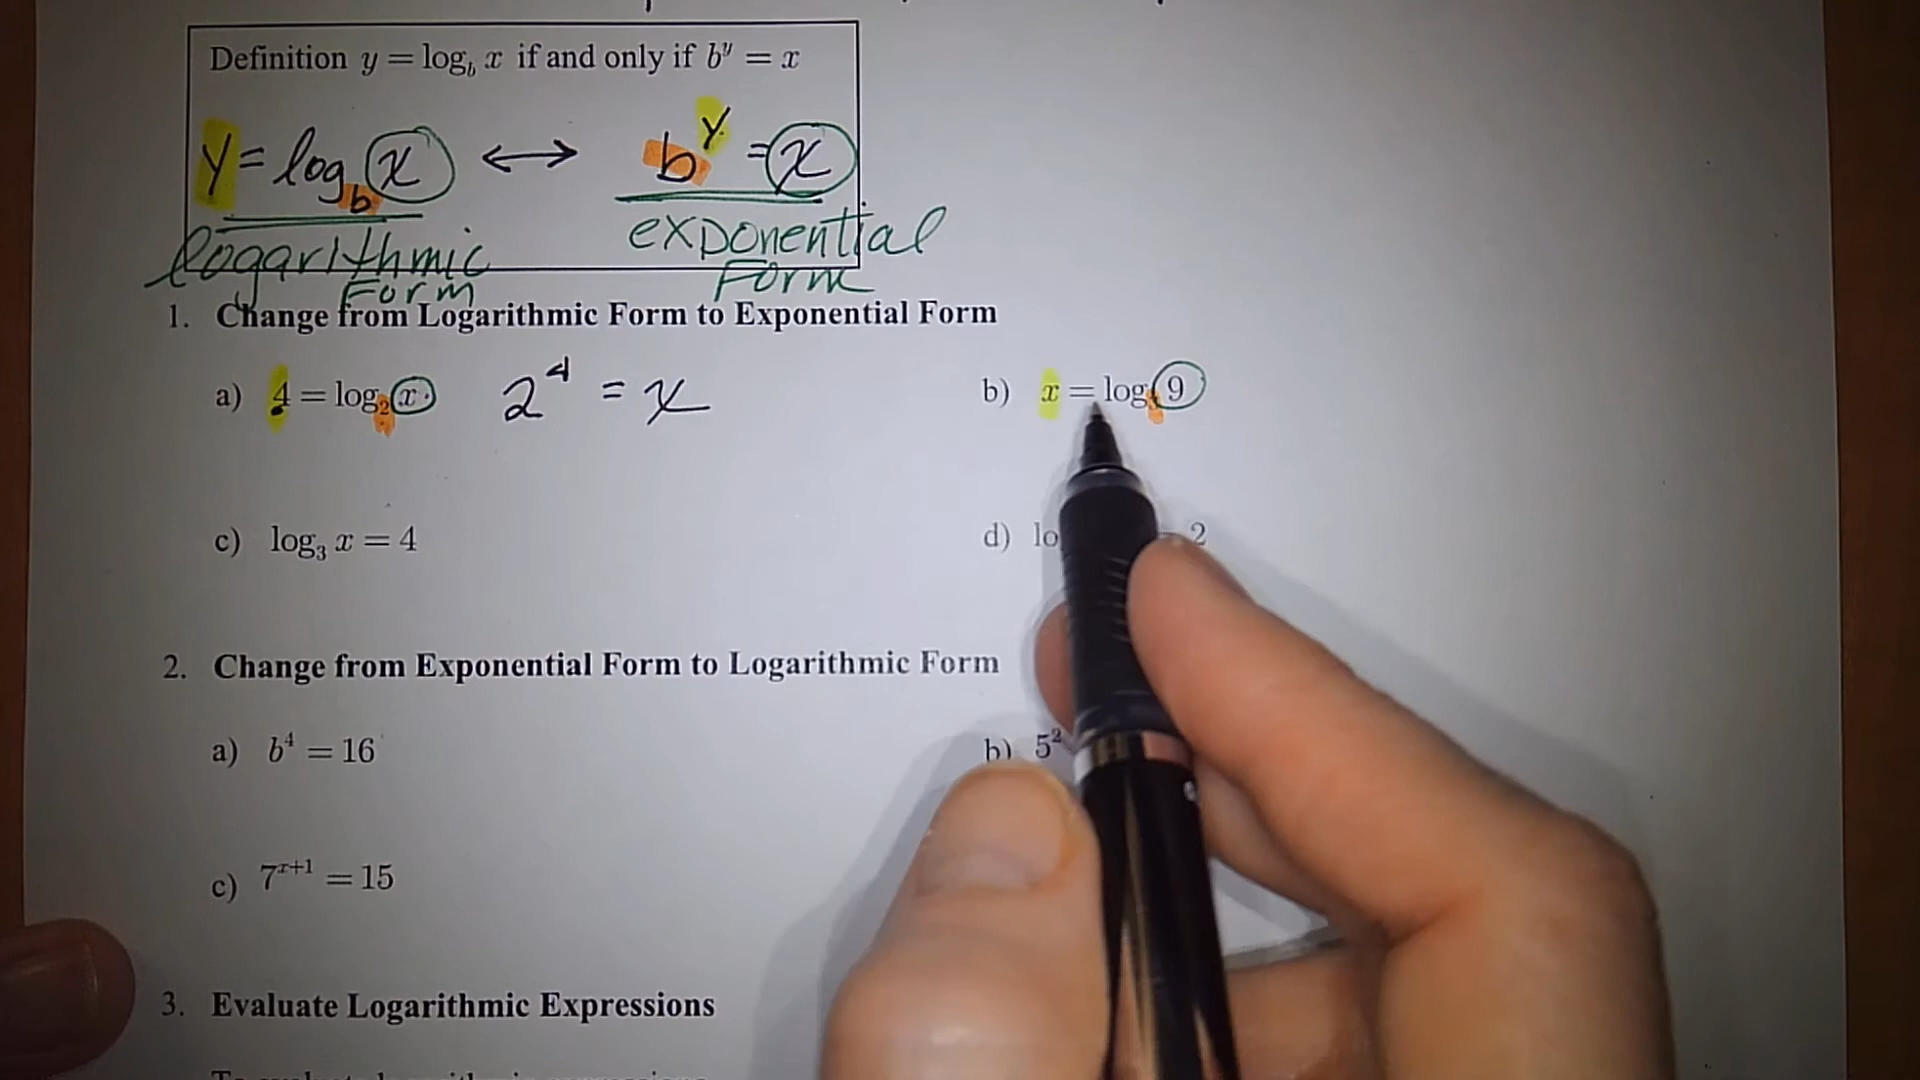 Definition y = log_b x if and only if b^y = x
y = log_b x ↔ b^y = x
logarithmic Form exponential Form
1. Change from Logarithmic Form to Exponential Form
a) 4 = log_2 x 2^4 = x
b) x = log 9
c) log_3 x = 4
d) lo = 2
2. Change from Exponential Form to Logarithmic Form
a) b^4 = 16
b) 5^2
c) 7^{x+1} = 15
3. Evaluate Logarithmic Expressions